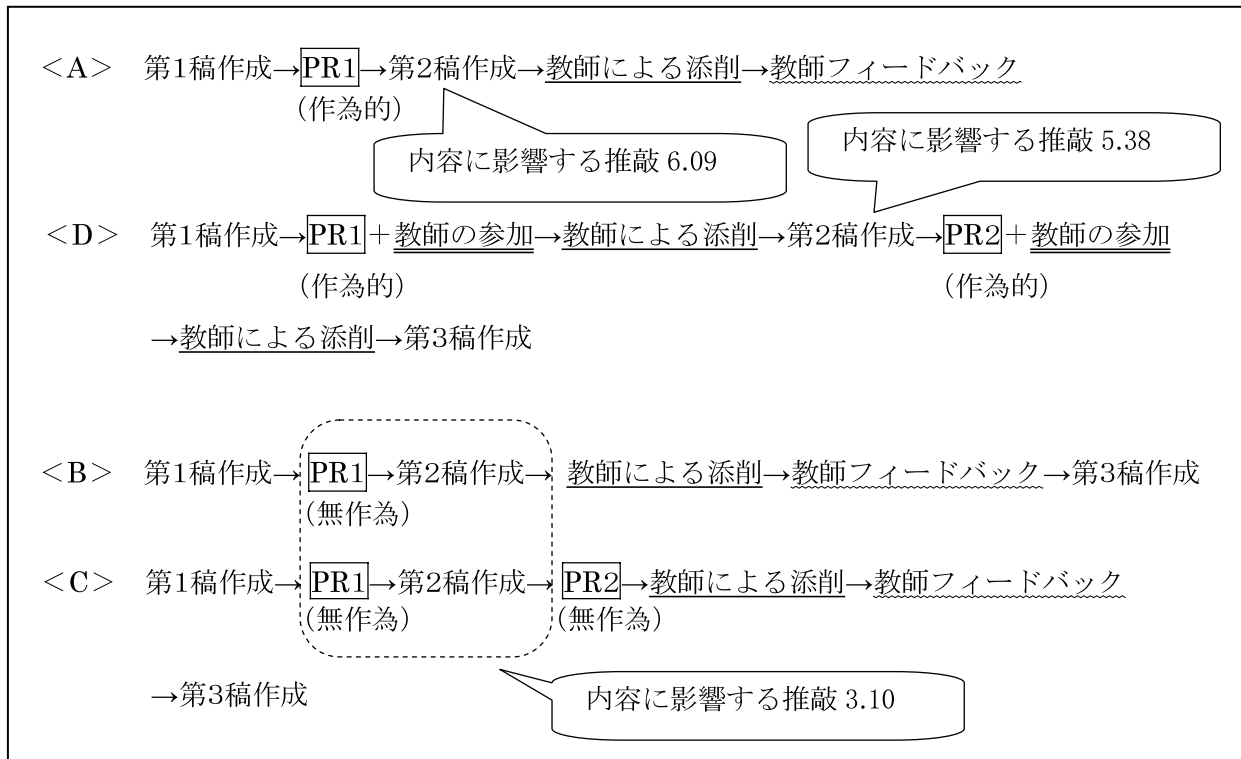 <A> 第1稿作成→PR1→第2稿作成→教師による添削→教師フィードバック
(作為的)
内容に影響する推敲 6.09
内容に影響する推敲 5.38
<D> 第1稿作成→PR1+教師の参加→教師による添削→第2稿作成→PR2+教師の参加
(作為的) (作為的)
→教師による添削→第3稿作成
<B> 第1稿作成→PR1→第2稿作成→ 教師による添削→教師フィードバック→第3稿作成
(無作為)
<C> 第1稿作成→PR1→第2稿作成→PR2→教師による添削→教師フィードバック
(無作為) (無作為)
→第3稿作成
内容に影響する推敲 3.10